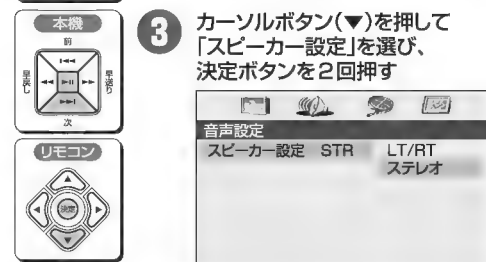 本機
前
早戻し
早送り
次
リモコン
決定
3
カーソルボタン(▼)を押して
「スピーカー設定」を選び、
決定ボタンを2回押す
音声設定
スピーカー設定 STR LT/RT
ステレオ